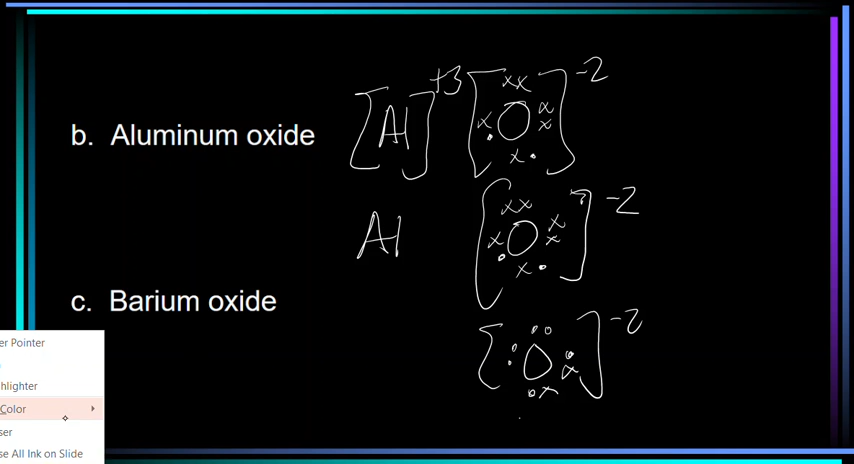 b. Aluminum oxide [Al]+3 [O]-2
Al [O]-2
c. Barium oxide
[O]-2
er Pointer
hlighter
Color
ser
se All Ink on Slide